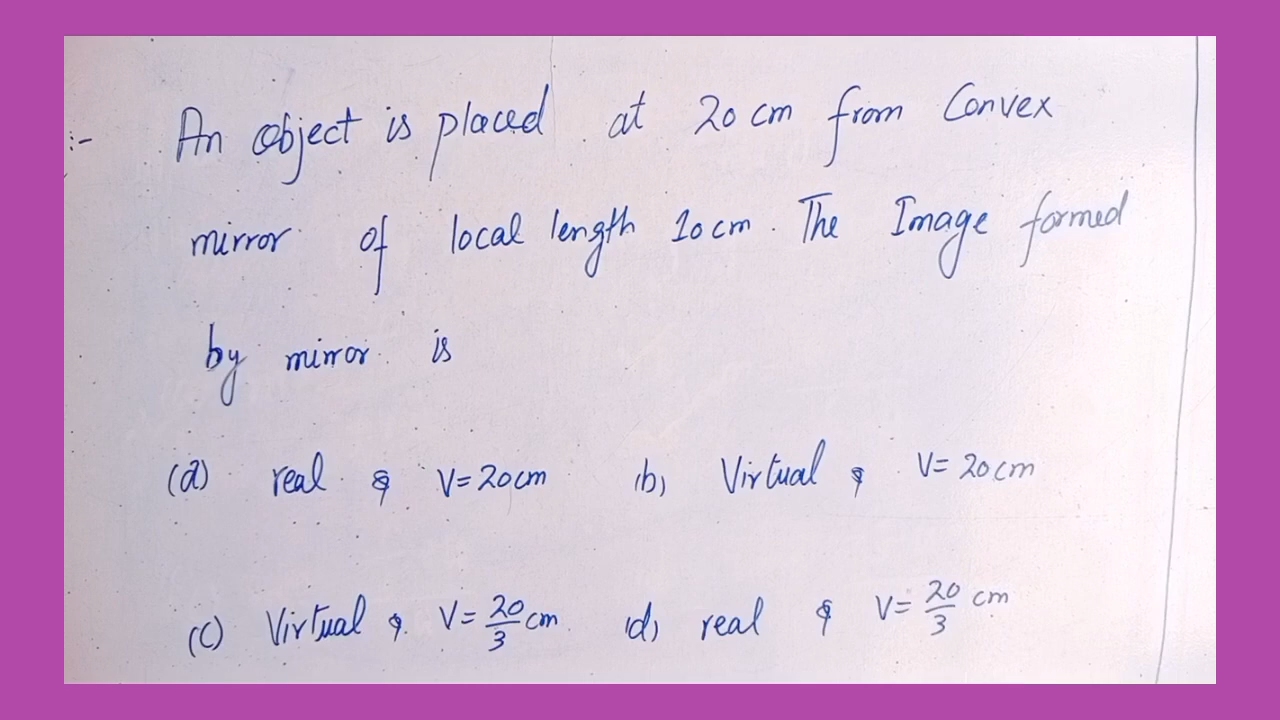 :- An object is placed at 20 cm from Convex
mirror of local length 10 cm. The Image formed
by mirror is
(a) real & V=20cm (b) Virtual & V= 20cm
(c) Virtual & V= 20/3 cm (d) real & V= 20/3 cm